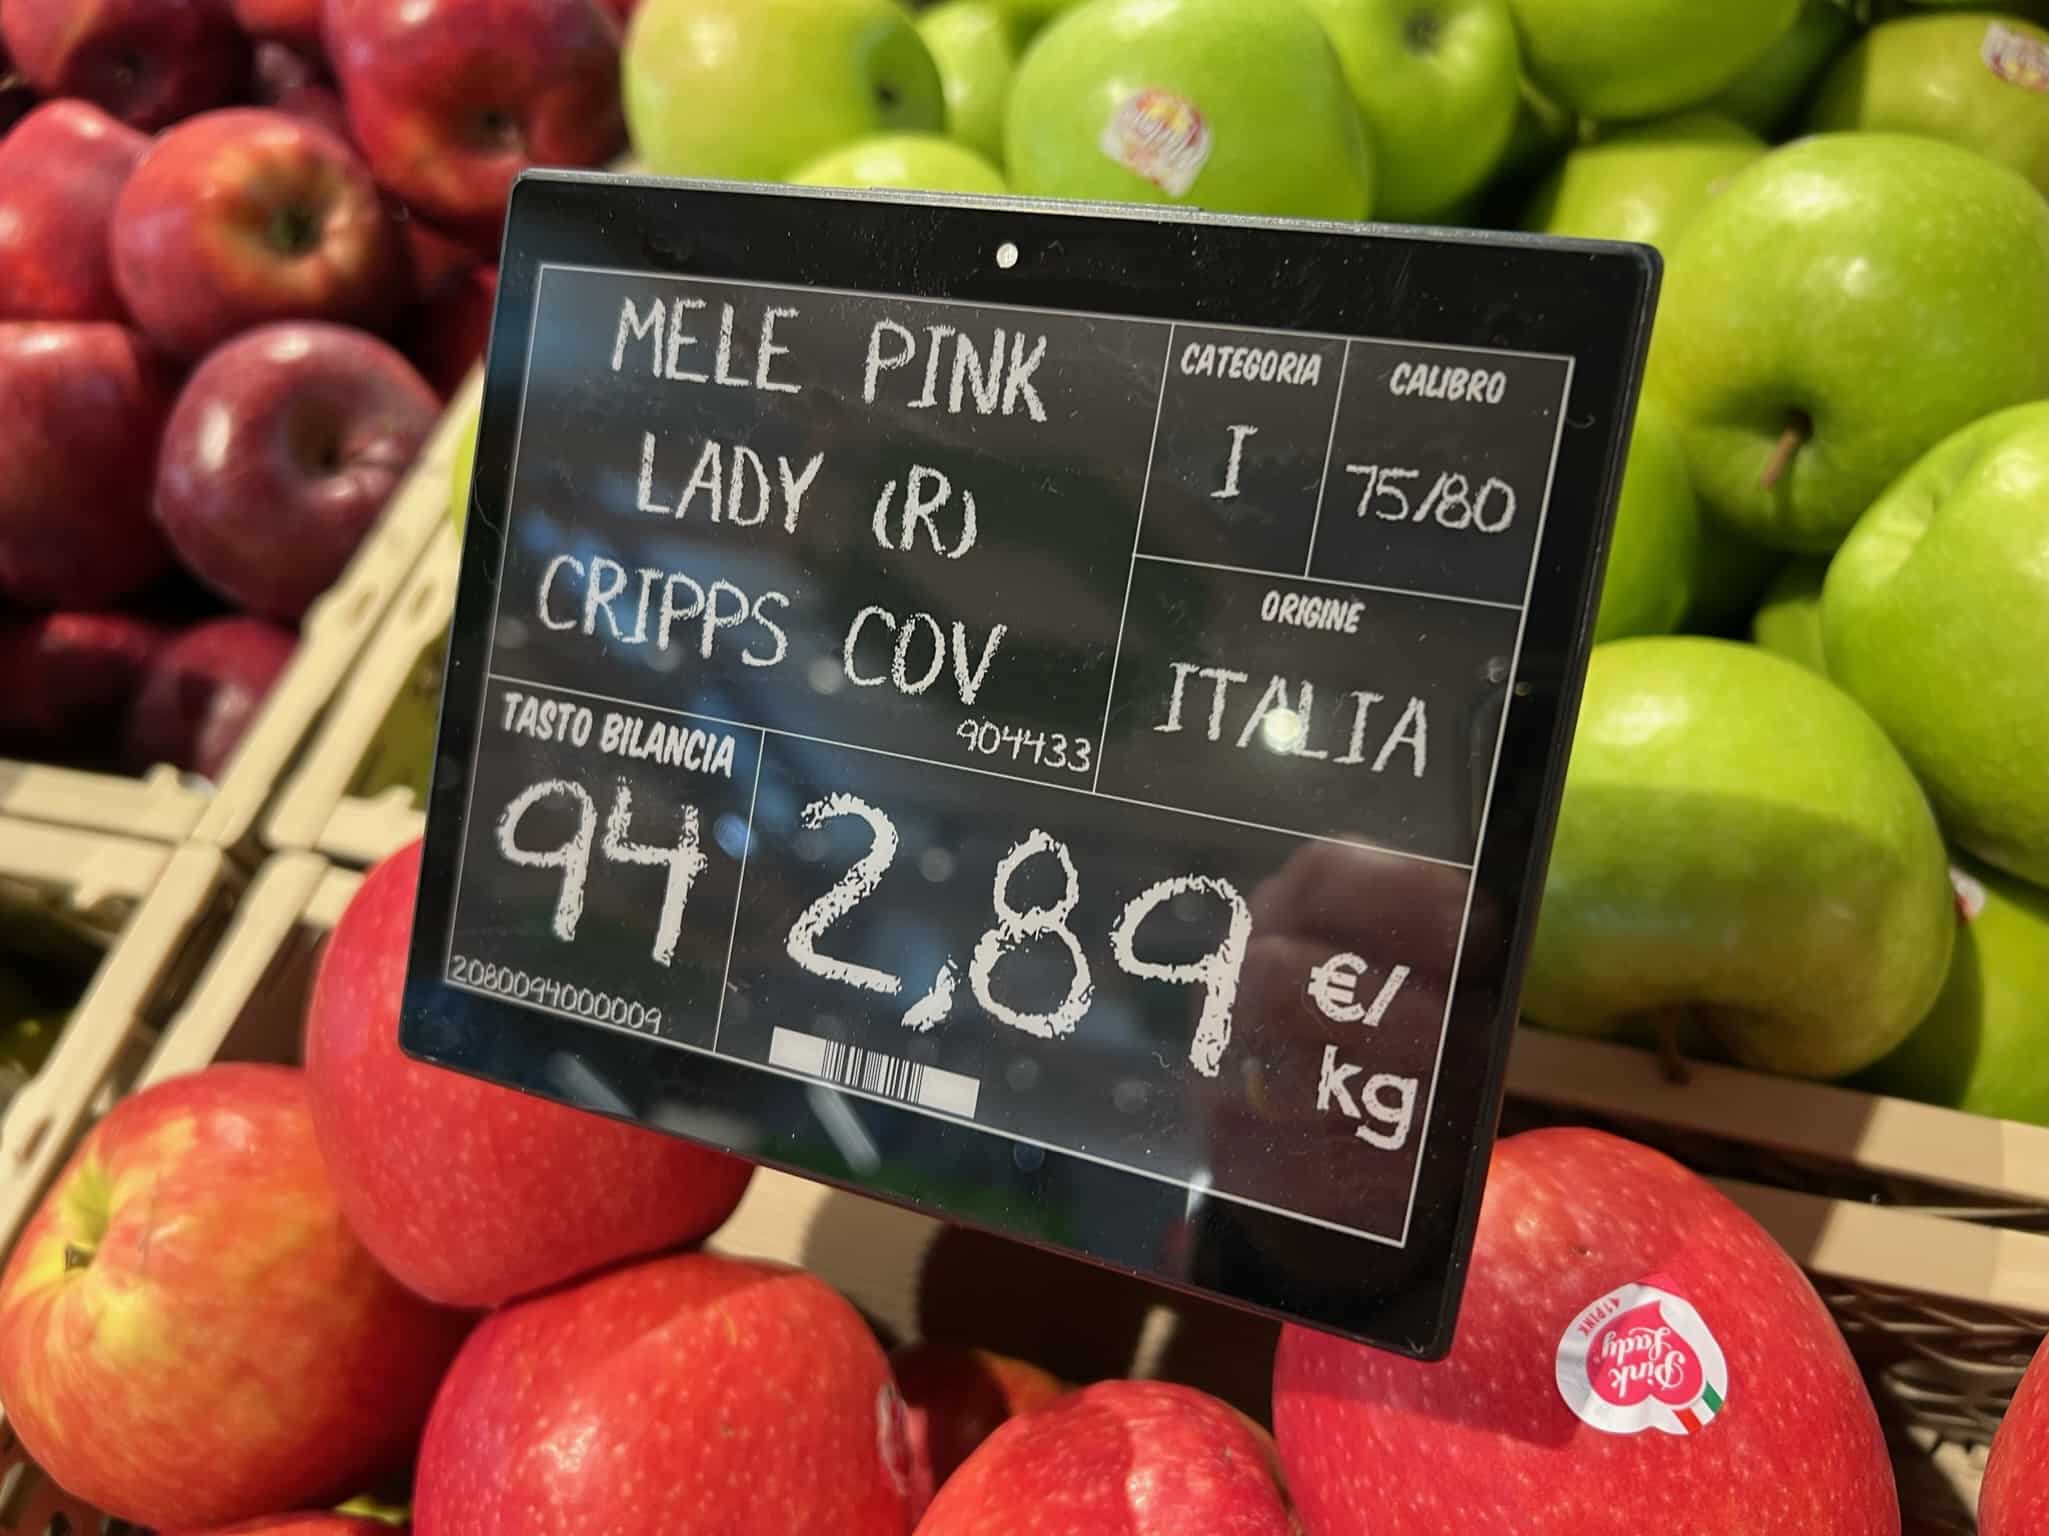 MELE PINK
LADY (R)
CRIPPS COV
904433
CATEGORIA
I
CALIBRO
75/80
ORIGINE
ITALIA
TASTO BILANCIA
94
2080094000009
2,89
€/
kg
Pink
Lady